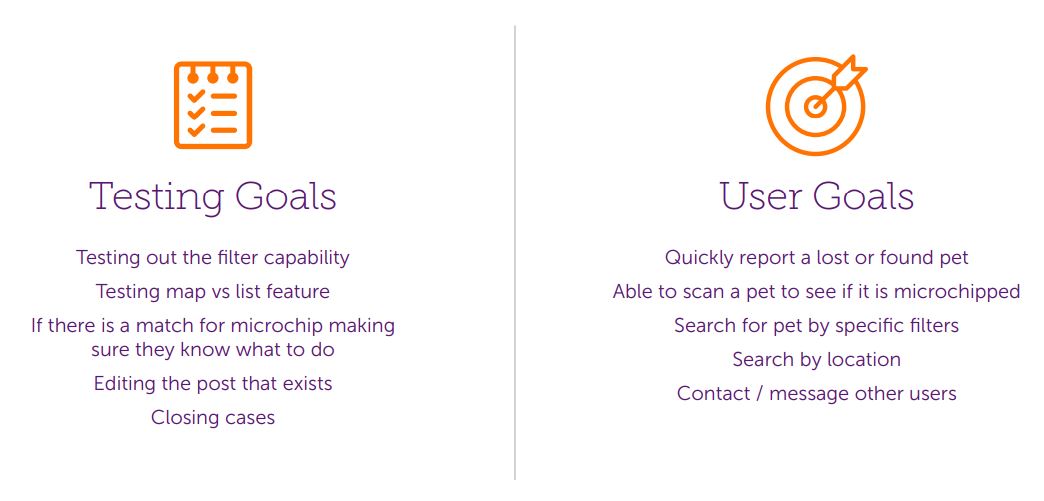 Testing Goals
Testing out the filter capability
Testing map vs list feature
If there is a match for microchip making
sure they know what to do
Editing the post that exists
Closing cases
User Goals
Quickly report a lost or found pet
Able to scan a pet to see if it is microchipped
Search for pet by specific filters
Search by location
Contact / message other users